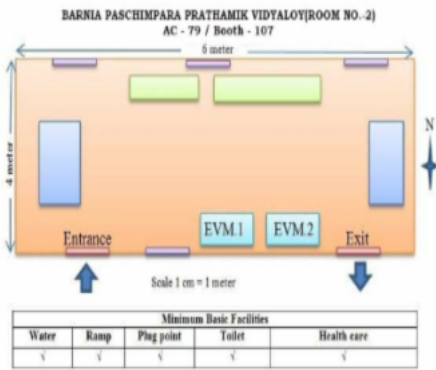 BARNIA PASCHIMPARA PRATHAMIK VIDYALOY[ROOM NO.-2)
AC - 79 / Booth - 107
6 meter
4 meter
N
EVM.1 EVM.2
Entrance Exit
Scale 1 cm = 1 meter
Minimum Basic Facilities
Water Ramp Plug point Toilet Health care
√ √ √ √ √